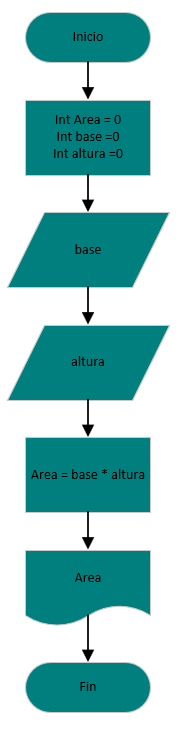 Inicio
Int Area = 0
Int base =0
Int altura =0
base
altura
Area = base * altura
Area
Fin